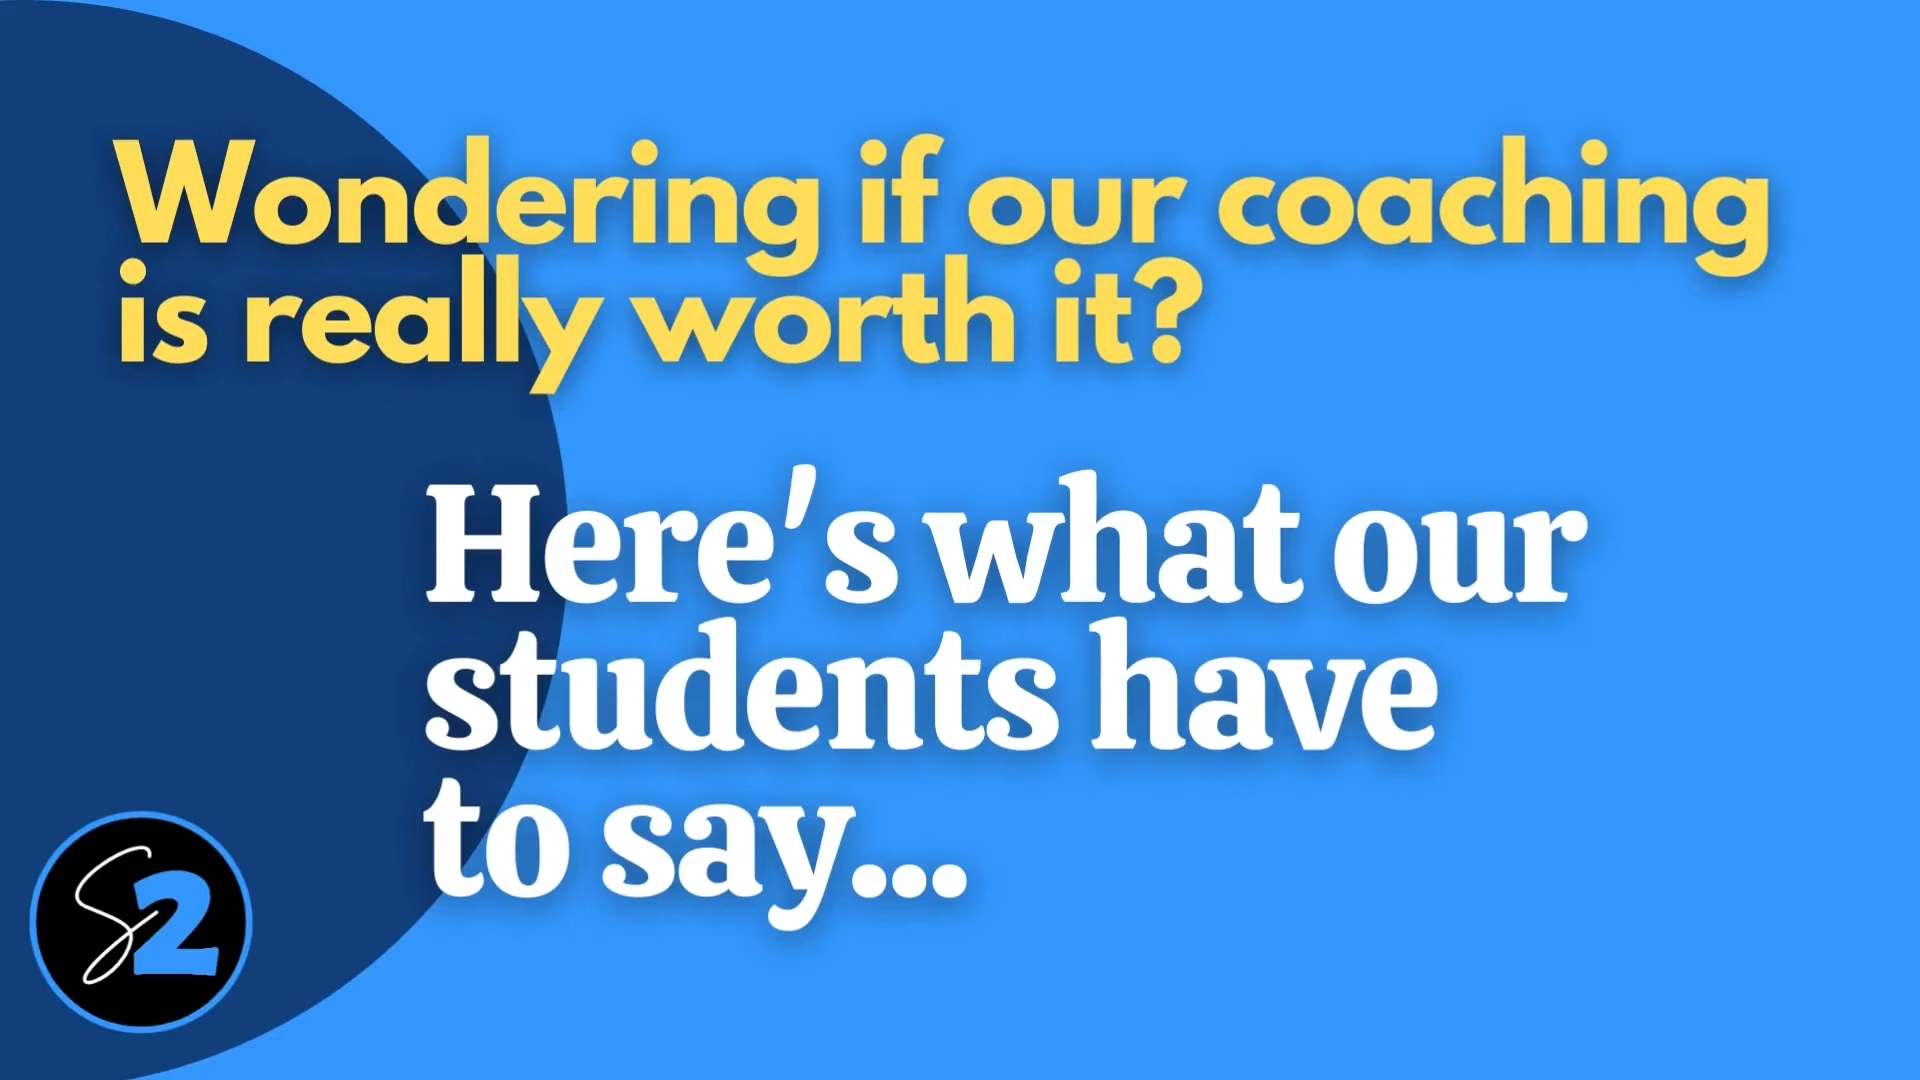 Wondering if our coaching
is really worth it?
Here's what our
students have
to say...
S2